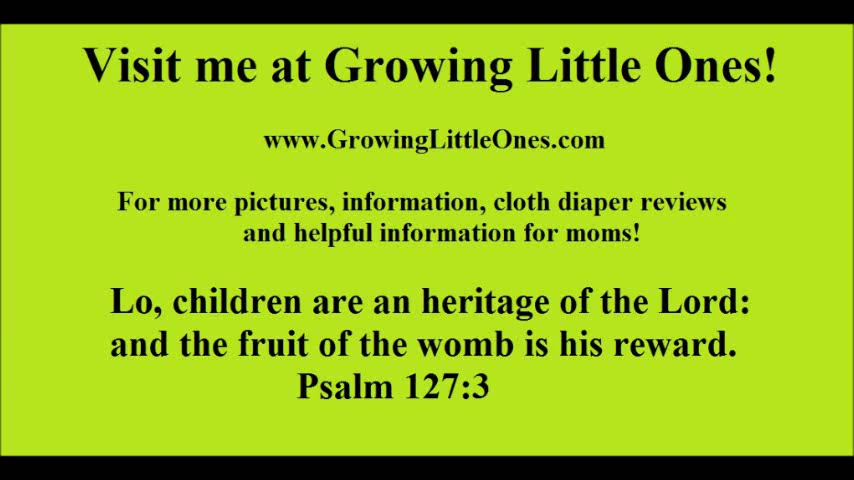 Visit me at Growing Little Ones!
www.GrowingLittleOnes.com
For more pictures, information, cloth diaper reviews
and helpful information for moms!
Lo, children are an heritage of the Lord:
and the fruit of the womb is his reward.
Psalm 127:3